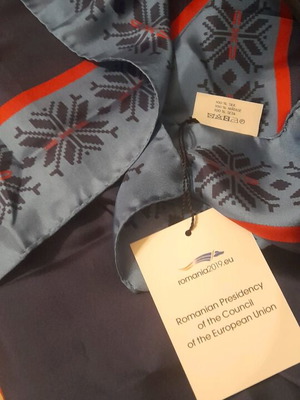 romania2019.eu
Romanian Presidency
of the Council
of the European Union